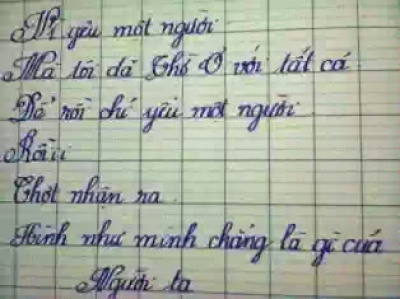 Vì yêu một người
Mà tôi đã thờ ơ với tất cả
Để rồi chỉ yêu một người
Rồi..
Chợt nhận ra
Hình như mình chẳng là gì của
Người ta